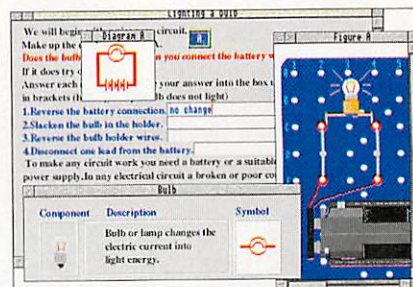 Lighting a bulb
We will begin circuit.
Make up the A.
Does the bulb n you connect the battery w
If it does try
Answer each your answer into the box
in brackets does not light)
1.Reverse the battery connection. no change
2.Slacken the bulb in the holder.
3.Reverse the bulb holder wires.
4.Disconnect one lead from the battery.
To make any circuit work you need a battery or a suitable
power supply.In any electrical circuit a broken or poor co
Diagram A
A
Figure A
Bulb
Component Description Symbol
Bulb or lamp changes the
electric current into
light energy.